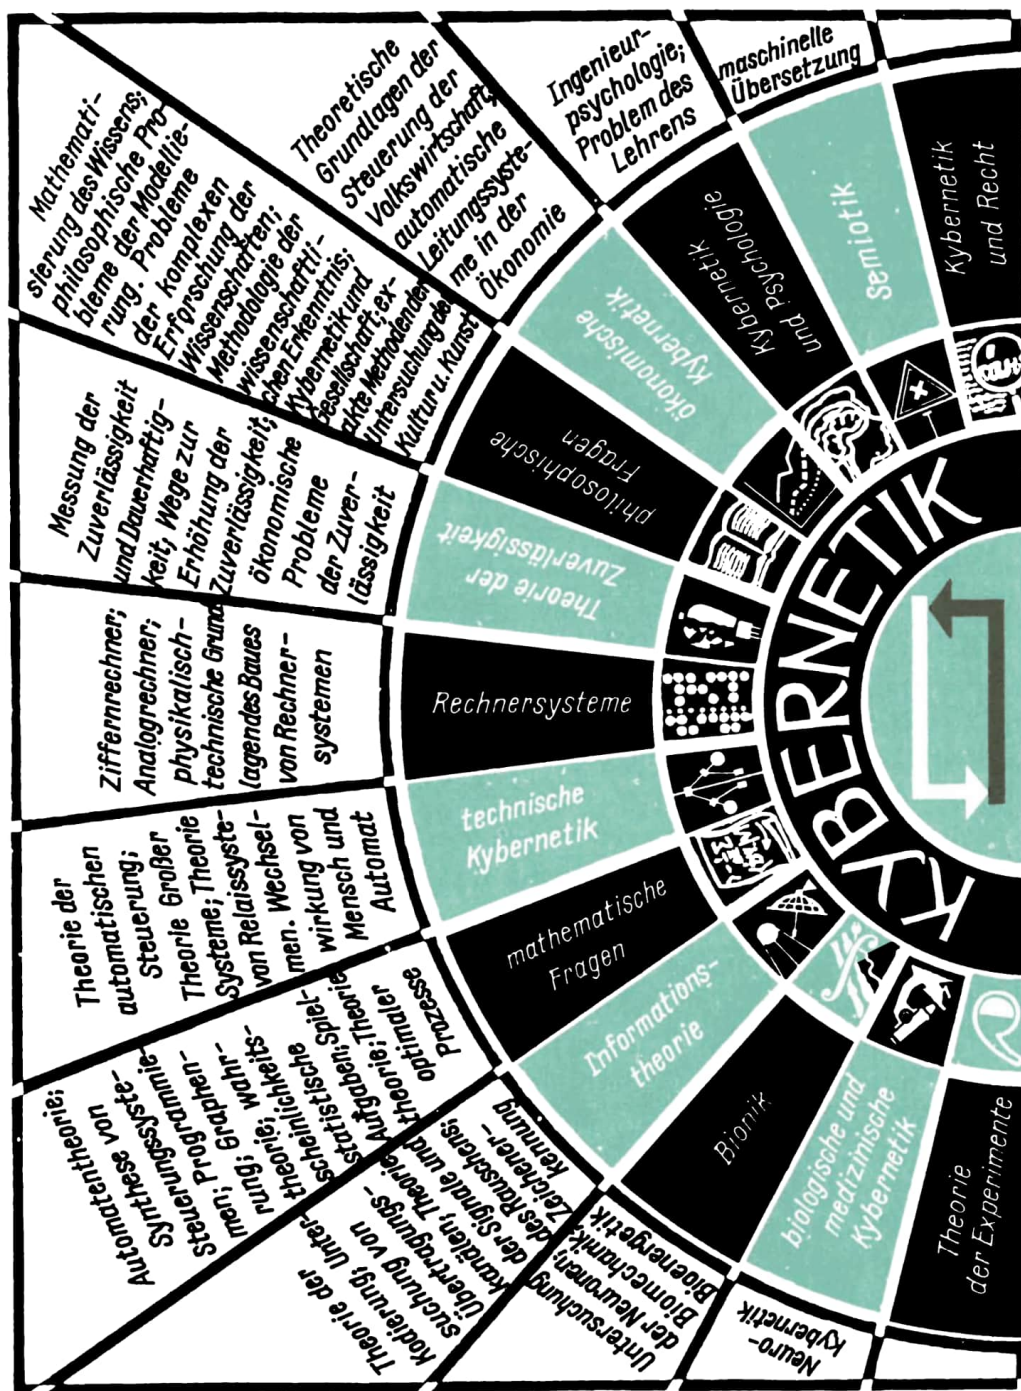 KYBERNETIK
Kybernetik
und Recht
Semiotik
maschinelle
Übersetzung
Kybernetik
und Psychologie
Ingenieur-
psychologie;
Problem des
Lehrens
ökonomische
Kybernetik
Theoretische
Grundlagen der
Steuerung der
Volkswirtschaft,
automatische
Leitungssyste-
me in der
Ökonomie
philosophische
Fragen
Mathemati-
sierung des Wissens;
philosophische Pro-
bleme der Modellie-
rung. Probleme
der komplexen
Erforschung der
Wissenschaften;
Methodologie der
wissenschaftli-
chen Erkenntnis;
Kybernetik und
Gesellschaft; ex-
akte Methoden der
Untersuchung der
Kultur u. Kunst
Theorie der
Zuverlässigkeit
Messung der
Zuverlässigkeit
und Dauerhaftig-
keit; Wege zur
Erhöhung der
Zuverlässigkeit;
ökonomische
Probleme
der Zuver-
lässigkeit
Rechnersysteme
Ziffernrechner;
Analogrechner;
physikalisch-
technische Grund
lagen des Baues
von Rechner-
systemen
technische
Kybernetik
Theorie der
automatischen
Steuerung;
Theorie Großer
Systeme; Theorie
von Relaissyste-
men. Wechsel-
wirkung von
Mensch und
Automat
mathematische
Fragen
Automatentheorie;
Synthese von
Steuerungssyste-
men; Programmie-
rung; Graphen-
theorie; wahr-
scheinlichkeits
statistische
Aufgaben; Spiel-
theorie; Theorie
optimaler
Prozesse
Informations-
theorie
Theorie der
Kodierung; Unter
suchung von
Übertragungs-
kanälen; Theorie
der Signale und
des Rauschens;
Zeichener-
kennung
Bionik
Untersuchung
der Neuronen;
Biomechanik;
Bioenergetik
biologische und
medizinische
Kybernetik
Neuro-
kybernetik
Theorie
der Experimente